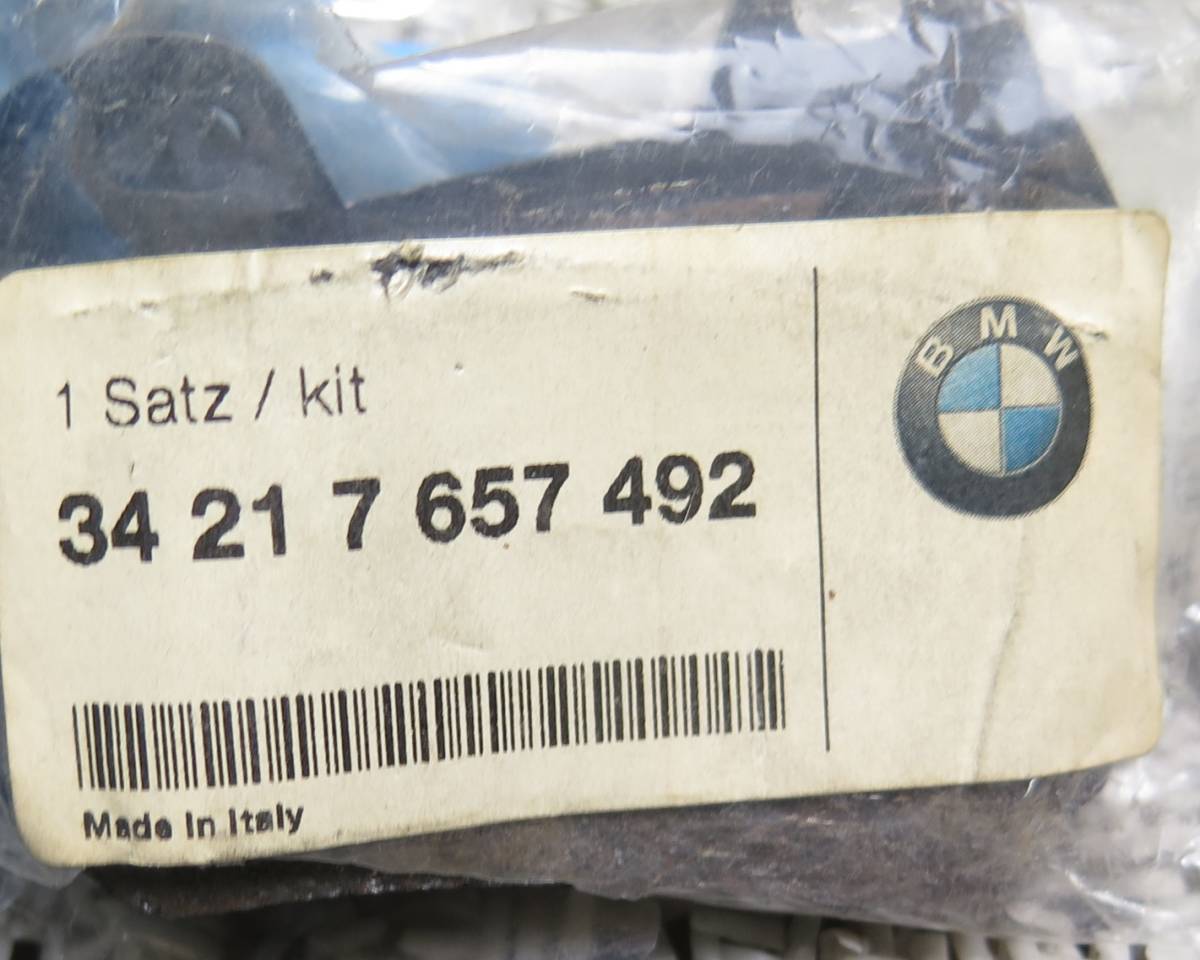 1 Satz / kit
34 21 7 657 492
Made in Italy
BMW